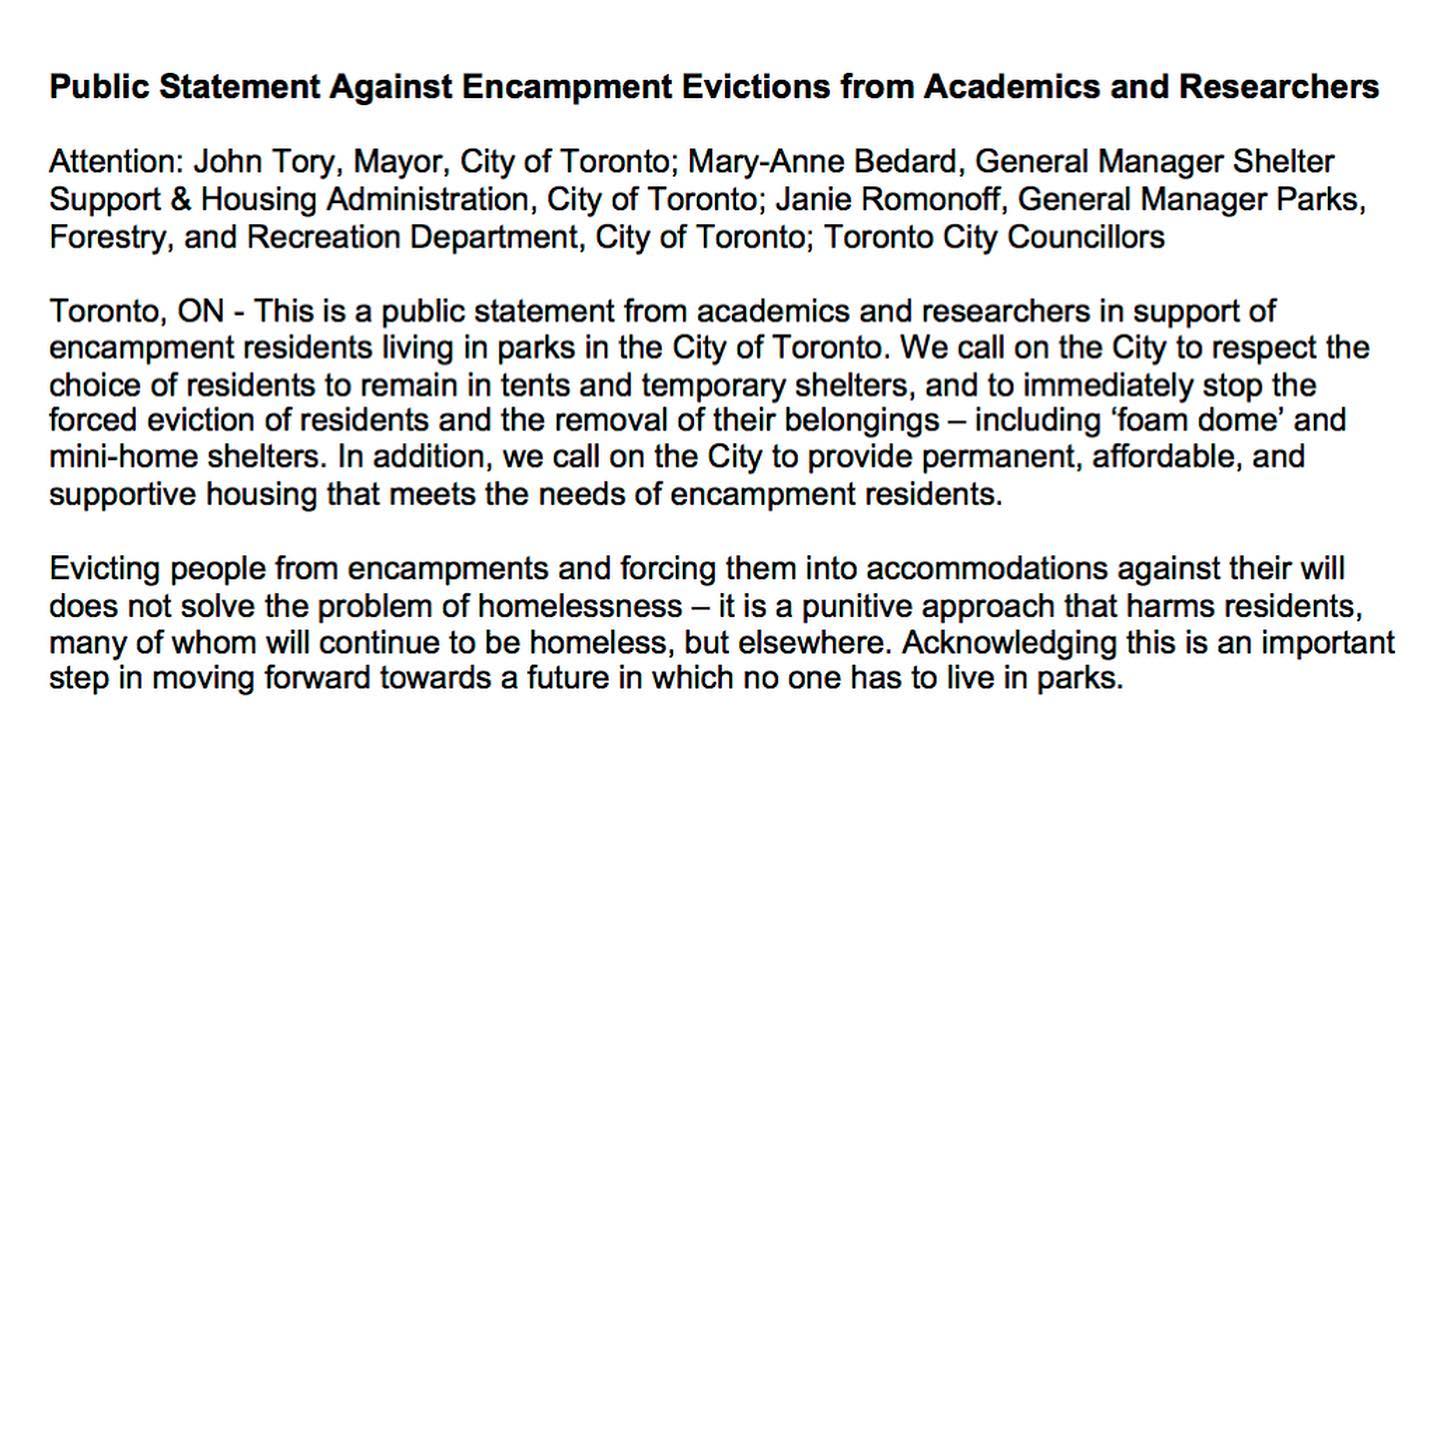 Public Statement Against Encampment Evictions from Academics and Researchers
Attention: John Tory, Mayor, City of Toronto; Mary-Anne Bedard, General Manager Shelter
Support & Housing Administration, City of Toronto; Janie Romonoff, General Manager Parks,
Forestry, and Recreation Department, City of Toronto; Toronto City Councillors
Toronto, ON - This is a public statement from academics and researchers in support of
encampment residents living in parks in the City of Toronto. We call on the City to respect the
choice of residents to remain in tents and temporary shelters, and to immediately stop the
forced eviction of residents and the removal of their belongings – including ‘foam dome’ and
mini-home shelters. In addition, we call on the City to provide permanent, affordable, and
supportive housing that meets the needs of encampment residents.
Evicting people from encampments and forcing them into accommodations against their will
does not solve the problem of homelessness – it is a punitive approach that harms residents,
many of whom will continue to be homeless, but elsewhere. Acknowledging this is an important
step in moving forward towards a future in which no one has to live in parks.